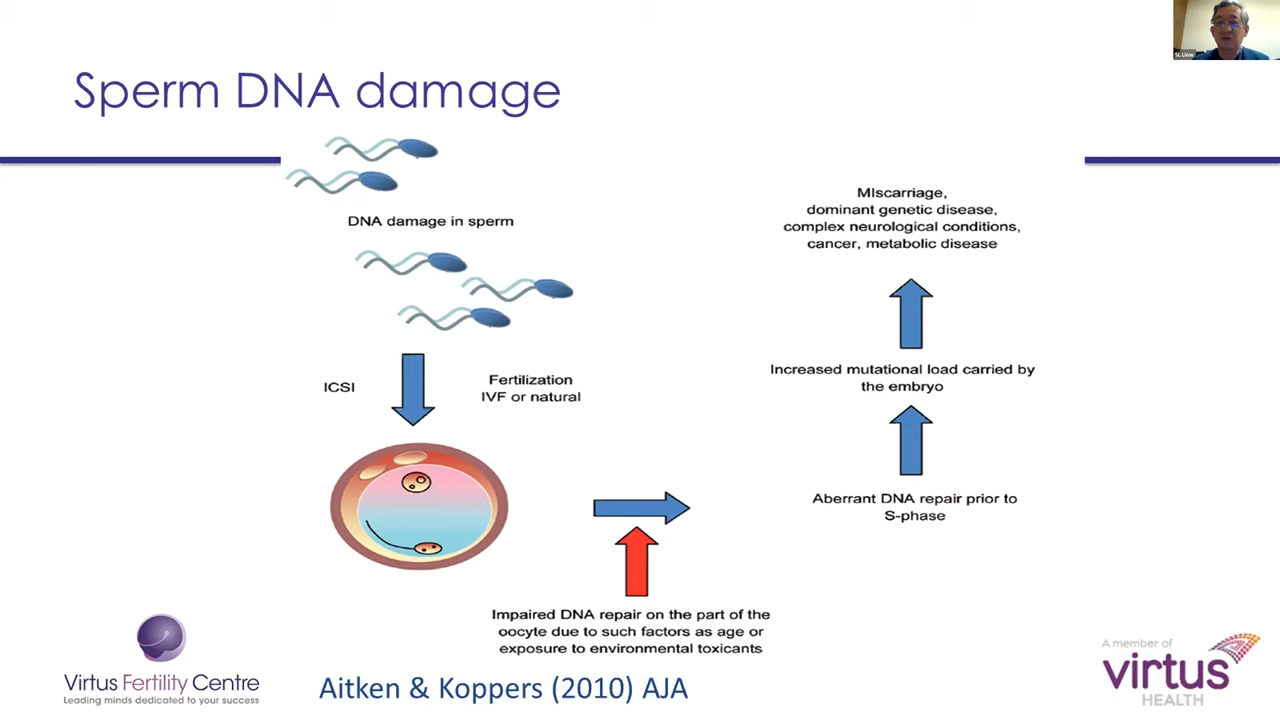 SL Liew
Sperm DNA damage
DNA damage in sperm
ICSI
Fertilization
IVF or natural
Impaired DNA repair on the part of the
oocyte due to such factors as age or
exposure to environmental toxicants
Aberrant DNA repair prior to
S-phase
Increased mutational load carried by
the embryo
MIscarriage,
dominant genetic disease,
complex neurological conditions,
cancer, metabolic disease
Virtus Fertility Centre
Leading minds dedicated to your success
Aitken & Koppers (2010) AJA
A member of
virtus
HEALTH